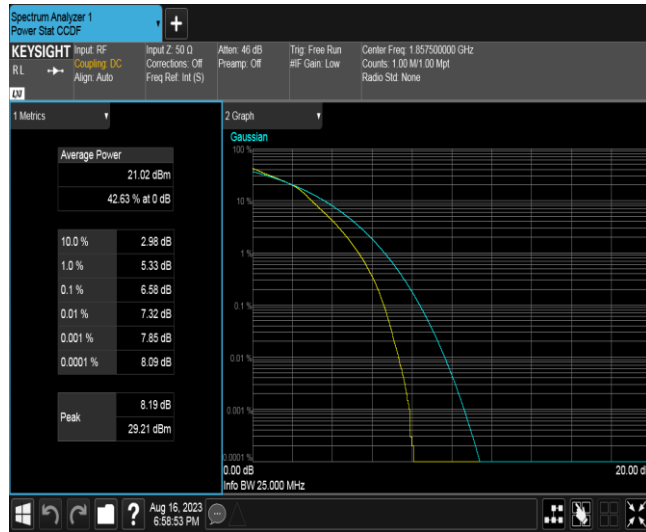 Spectrum Analyzer 1
Power Stat CCDF
KEYSIGHT
RL
LXI
Input: RF
Coupling: DC
Align: Auto
Input Z: 50 Ω
Corrections: Off
Freq Ref: Int (S)
Atten: 46 dB
Preamp: Off
Trig: Free Run
#IF Gain: Low
Center Freq: 1.857500000 GHz
Counts: 1.00 M/1.00 Mpt
Radio Std: None
1 Metrics
Average Power
21.02 dBm
42.63 % at 0 dB
10.0 % 2.98 dB
1.0 % 5.33 dB
0.1 % 6.58 dB
0.01 % 7.32 dB
0.001 % 7.85 dB
0.0001 % 8.09 dB
Peak 8.19 dB
29.21 dBm
2 Graph
Gaussian
100 %
10 %
1 %
0.1 %
0.01 %
0.001 %
0.0001 %
0.00 dB 20.00 d
Info BW 25.000 MHz
?
Aug 16, 2023
6:58:53 PM